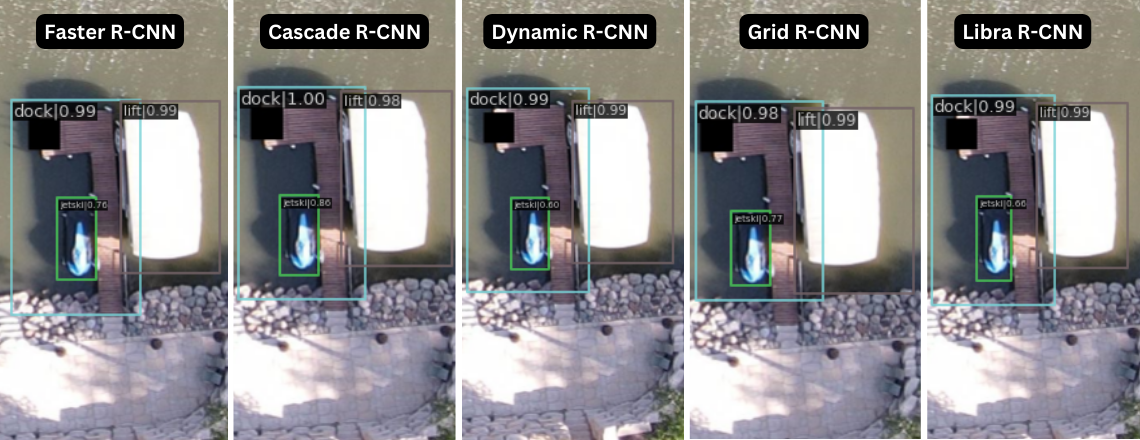 Faster R-CNN
Cascade R-CNN
Dynamic R-CNN
Grid R-CNN
Libra R-CNN
dock|0.99
lift|0.99
jetski|0.76
dock|1.00
lift|0.98
jetski|0.86
dock|0.99
lift|0.99
jetski|0.60
dock|0.98
lift|0.99
jetski|0.77
dock|0.99
lift|0.99
jetski|0.66